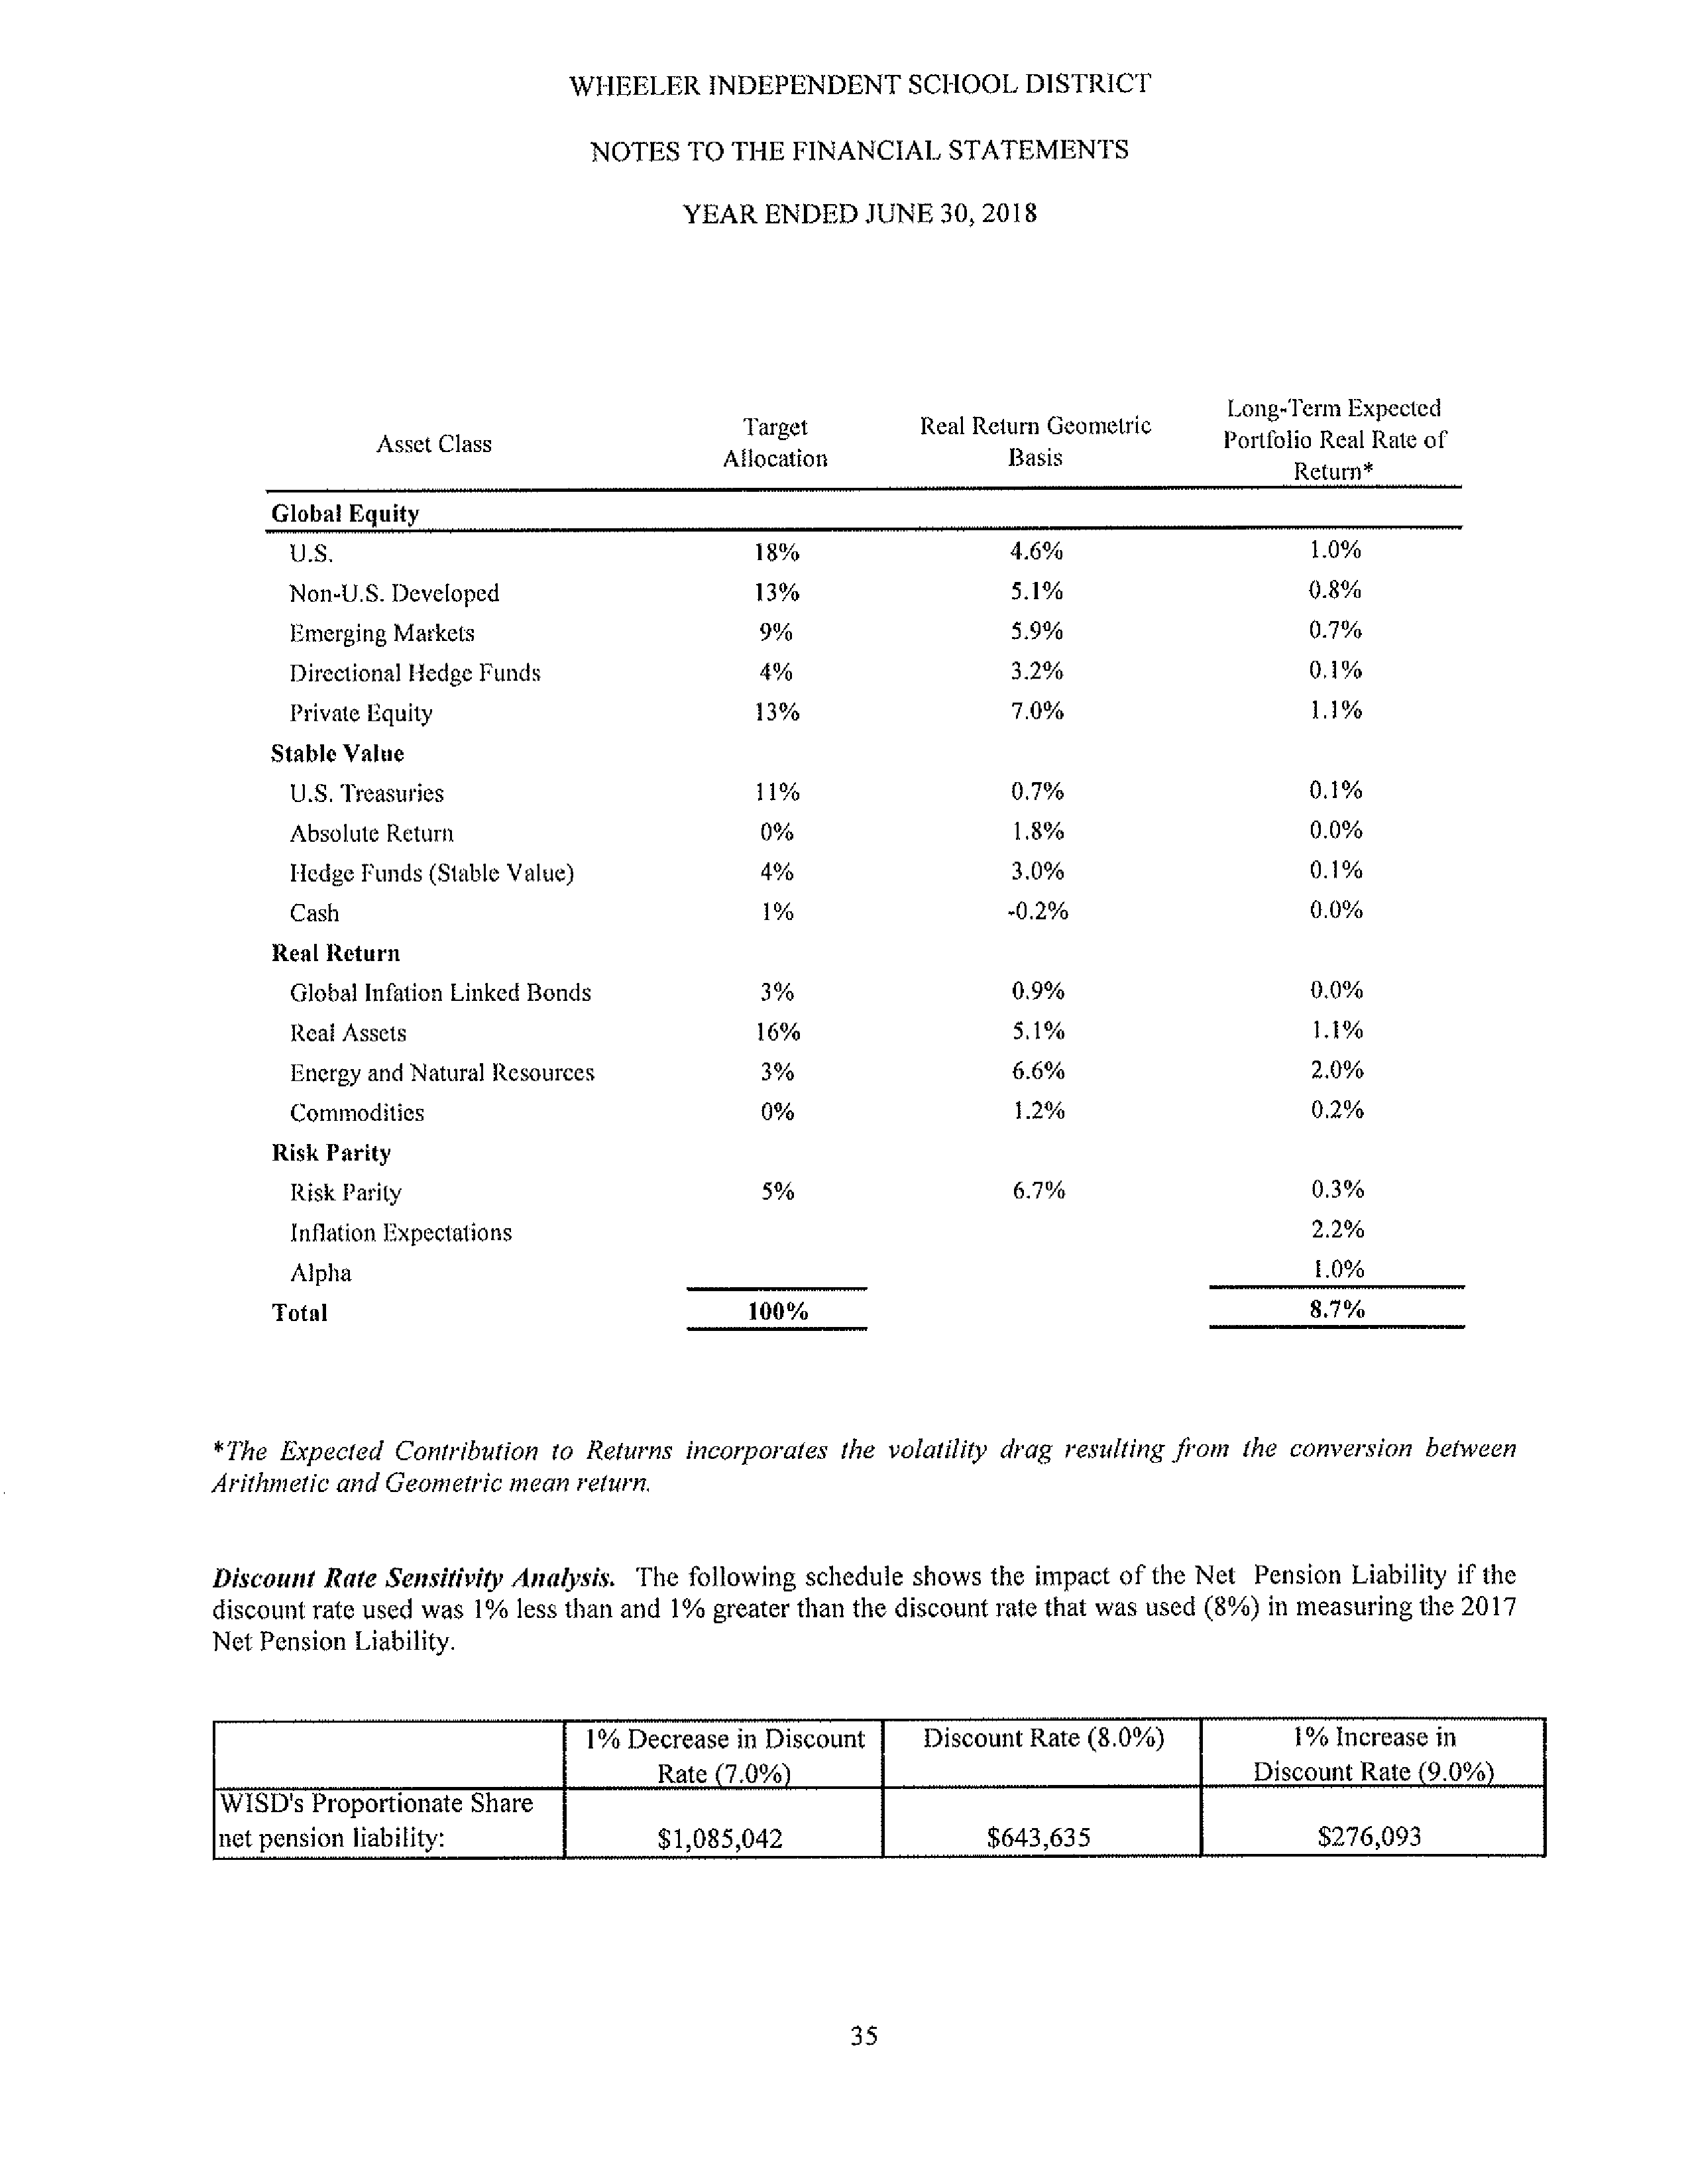 WHEELER INDEPENDENT SCHOOL DISTRICT
NOTES TO THE FINANCIAL STATEMENTS
YEAR ENDED JUNE 30, 2018
Asset Class Target Allocation Real Return Geometric Basis Long-Term Expected Portfolio Real Rate of Return*
Global Equity
U.S. 18% 4.6% 1.0%
Non-U.S. Developed 13% 5.1% 0.8%
Emerging Markets 9% 5.9% 0.7%
Directional Hedge Funds 4% 3.2% 0.1%
Private Equity 13% 7.0% 1.1%
Stable Value
U.S. Treasuries 11% 0.7% 0.1%
Absolute Return 0% 1.8% 0.0%
Hedge Funds (Stable Value) 4% 3.0% 0.1%
Cash 1% -0.2% 0.0%
Real Return
Global Infation Linked Bonds 3% 0.9% 0.0%
Real Assets 16% 5.1% 1.1%
Energy and Natural Resources 3% 6.6% 2.0%
Commodities 0% 1.2% 0.2%
Risk Parity
Risk Parity 5% 6.7% 0.3%
Inflation Expectations 2.2%
Alpha 1.0%
Total 100% 8.7%
*The Expected Contribution to Returns incorporates the volatility drag resulting from the conversion between
Arithmetic and Geometric mean return.
Discount Rate Sensitivity Analysis. The following schedule shows the impact of the Net Pension Liability if the
discount rate used was 1% less than and 1% greater than the discount rate that was used (8%) in measuring the 2017
Net Pension Liability.
1% Decrease in Discount Rate (7.0%) Discount Rate (8.0%) 1% Increase in Discount Rate (9.0%)
WISD's Proportionate Share
net pension liability: $1,085,042 $643,635 $276,093
35